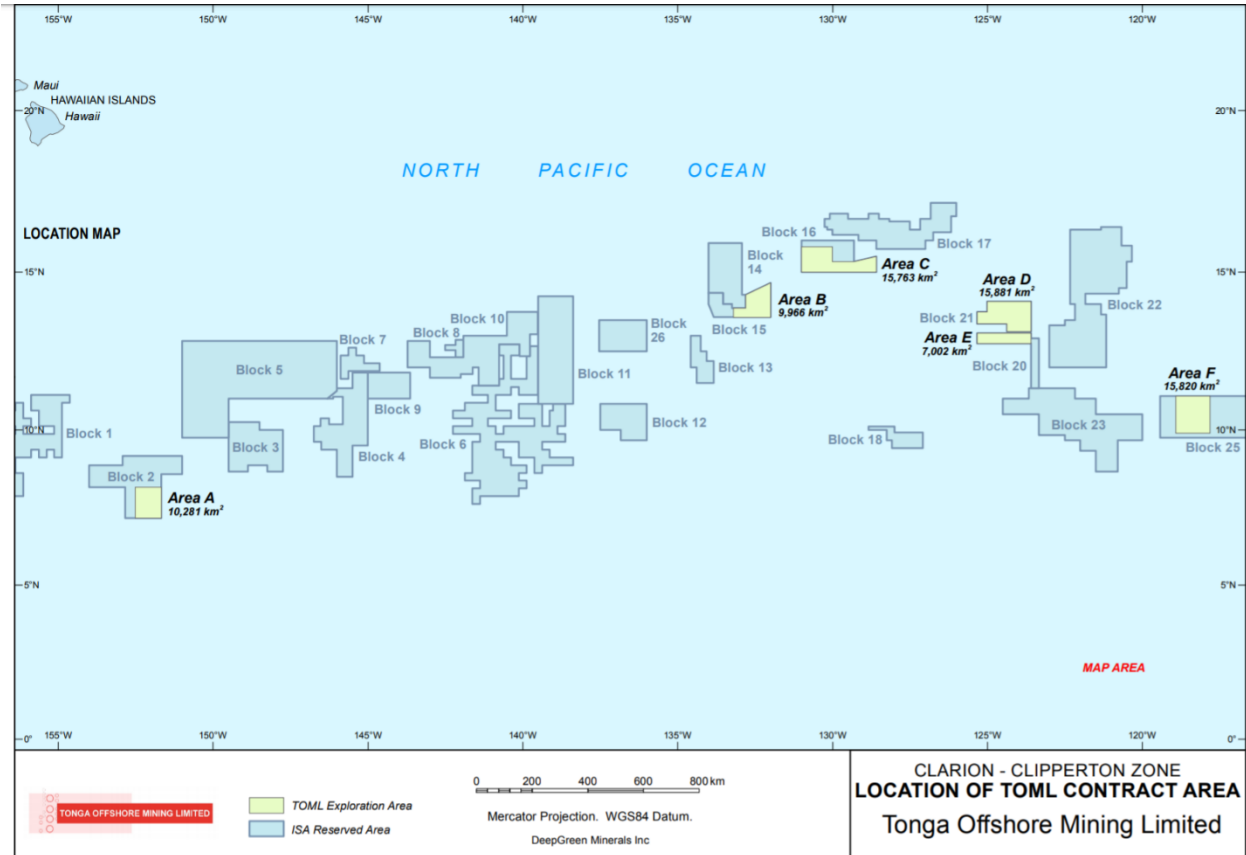 155°W 150°W 145°W 140°W 135°W 130°W 125°W 120°W
Maui
HAWAIIAN ISLANDS
Hawaii
20°N 20°N
NORTH PACIFIC OCEAN
LOCATION MAP
Block 16
Block 17
Block
14
15°N 15°N
Area C
15,763 km²
Area D
15,881 km²
Area B
9,966 km²
Block 22
Block 10
Block 21
Block 15
Block
26
Block 8
Block 7
Area E
7,002 km²
Block 5
Block 13
Block 20
Block 11
Area F
15,820 km²
Block 9
Block 12
Block 23
Block 1
10°N 10°N
Block 3
Block 6
Block 18
Block 25
Block 4
Block 2
Area A
10,281 km²
5°N 5°N
MAP AREA
0° 155°W 150°W 145°W 140°W 135°W 130°W 125°W 120°W 0°
TONGA OFFSHORE MINING LIMITED
TOML Exploration Area
ISA Reserved Area
0 200 400 600 800 km
Mercator Projection. WGS84 Datum.
DeepGreen Minerals Inc
CLARION - CLIPPERTON ZONE
LOCATION OF TOML CONTRACT AREA
Tonga Offshore Mining Limited